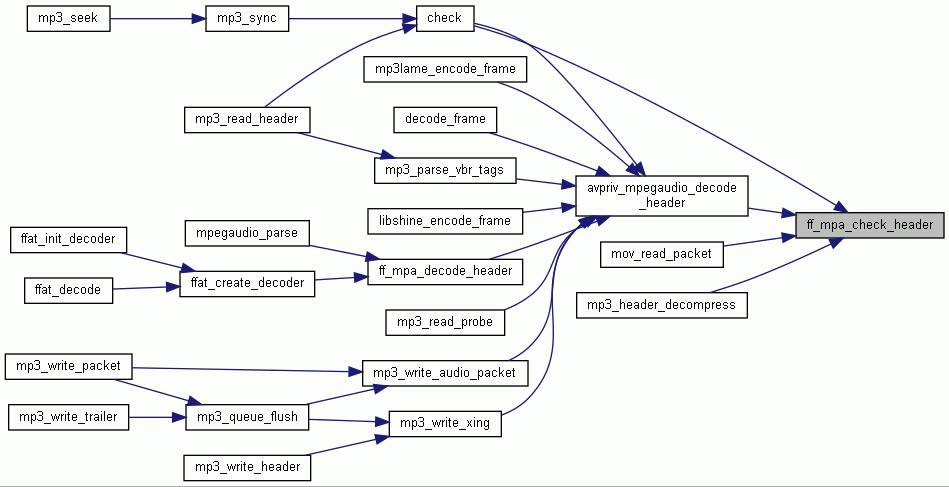 mp3_seek
mp3_sync
check
mp3lame_encode_frame
mp3_read_header
decode_frame
mp3_parse_vbr_tags
avpriv_mpegaudio_decode
_header
libshine_encode_frame
ff_mpa_check_header
mpegaudio_parse
ffat_init_decoder
mov_read_packet
ff_mpa_decode_header
ffat_create_decoder
ffat_decode
mp3_header_decompress
mp3_read_probe
mp3_write_packet
mp3_write_audio_packet
mp3_write_trailer
mp3_queue_flush
mp3_write_xing
mp3_write_header